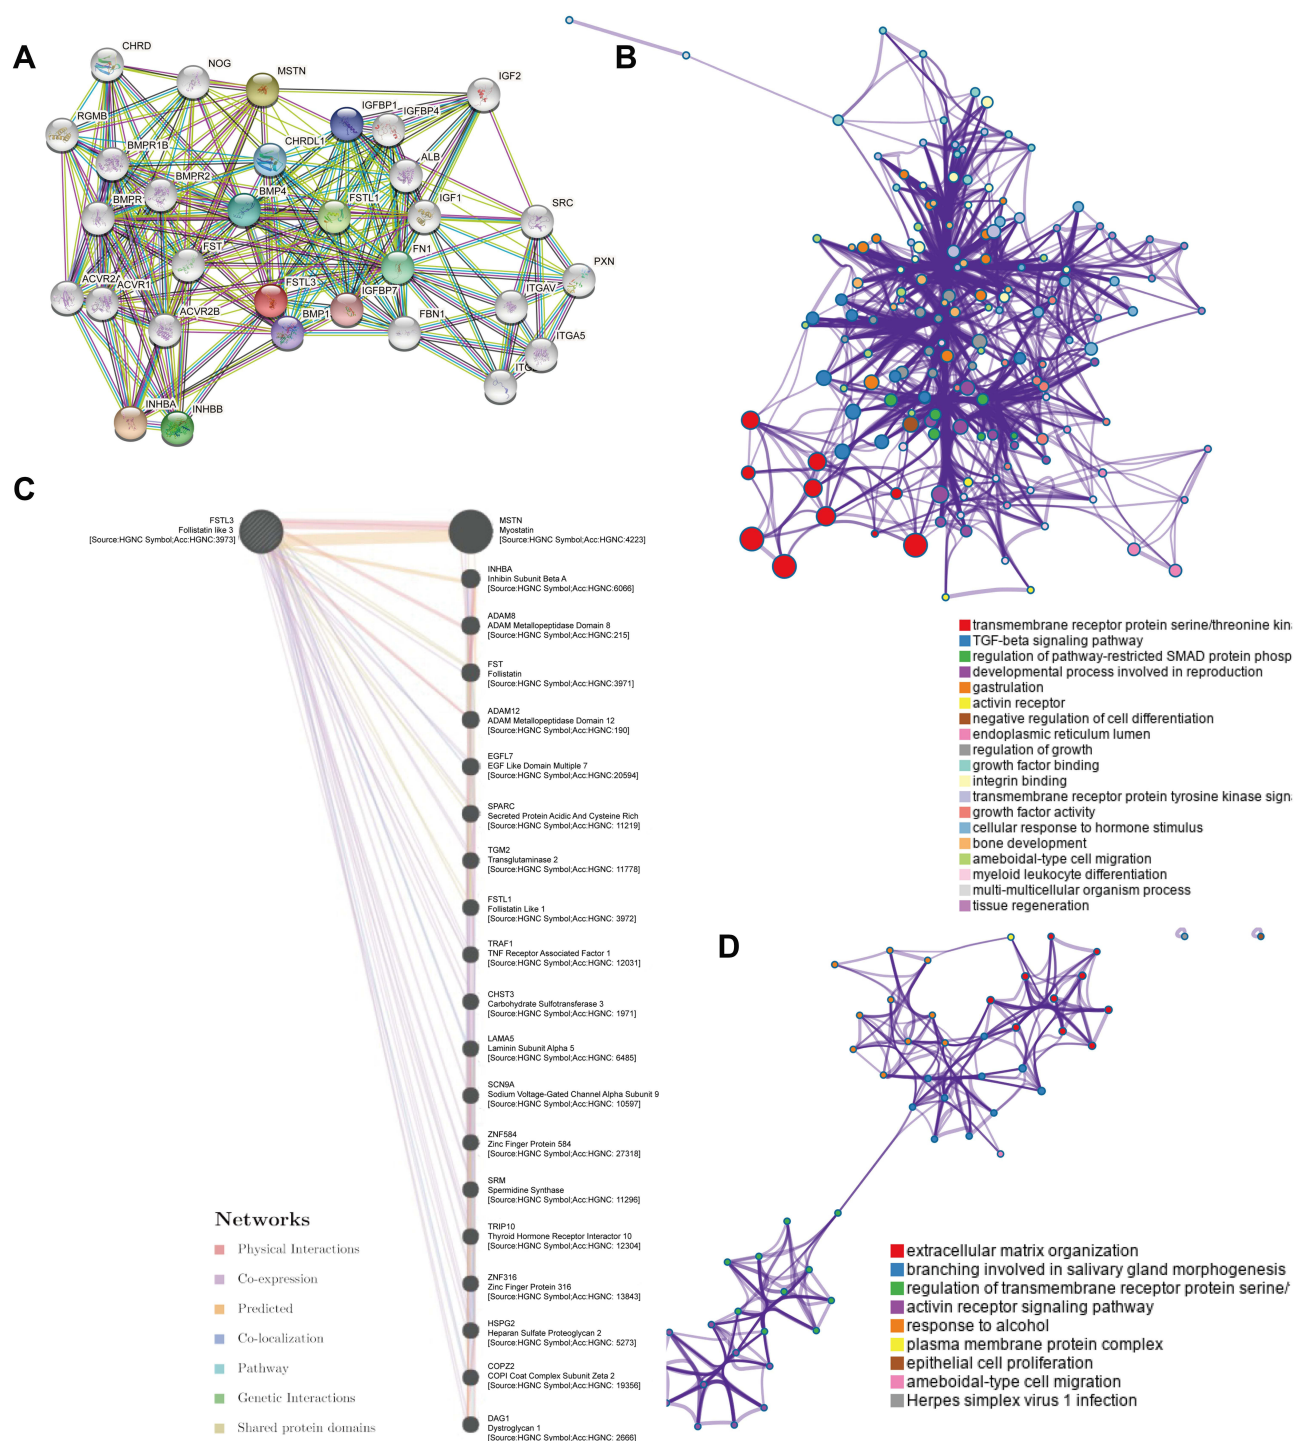 A
CHRD
NOG
MSTN
IGF2
IGFBP1
IGFBP4
RGMB
BMPR1B
CHRDL1
ALB
BMPR2
BMP4
FSTL1
IGF1
SRC
BMPR
FST
FN1
PXN
ACVR2A
ACVR1
FSTL3
IGFBP7
ITGAV
ACVR2B
BMP1
FBN1
ITGA5
INHBA
INHBB
B
transmembrane receptor protein serine/threonine kin
TGF-beta signaling pathway
regulation of pathway-restricted SMAD protein phosp
developmental process involved in reproduction
gastrulation
activin receptor
negative regulation of cell differentiation
endoplasmic reticulum lumen
regulation of growth
growth factor binding
integrin binding
transmembrane receptor protein tyrosine kinase sign
growth factor activity
cellular response to hormone stimulus
bone development
ameboidal-type cell migration
myeloid leukocyte differentiation
multi-multicellular organism process
tissue regeneration
C
FSTL3
Follistatin like 3
[Source:HGNC Symbol;Acc:HGNC:3973]
MSTN
Myostatin
[Source:HGNC Symbol;Acc:HGNC:4223]
INHBA
Inhibin Subunit Beta A
[Source:HGNC Symbol;Acc:HGNC:6066]
ADAM8
ADAM Metallopeptidase Domain 8
[Source:HGNC Symbol;Acc:HGNC:215]
FST
Follistatin
[Source:HGNC Symbol;Acc:HGNC:3971]
ADAM12
ADAM Metallopeptidase Domain 12
[Source:HGNC Symbol;Acc:HGNC:190]
EGFL7
EGF Like Domain Multiple 7
[Source:HGNC Symbol;Acc:HGNC:20594]
SPARC
Secreted Protein Acidic And Cysteine Rich
[Source:HGNC Symbol;Acc:HGNC: 11219]
TGM2
Transglutaminase 2
[Source:HGNC Symbol;Acc:HGNC: 11778]
FSTL1
Follistatin Like 1
[Source:HGNC Symbol;Acc:HGNC: 3972]
TRAF1
TNF Receptor Associated Factor 1
[Source:HGNC Symbol;Acc:HGNC: 12031]
CHST3
Carbohydrate Sulfotransferase 3
[Source:HGNC Symbol;Acc:HGNC: 1971]
LAMA5
Laminin Subunit Alpha 5
[Source:HGNC Symbol;Acc:HGNC: 6485]
SCN9A
Sodium Voltage-Gated Channel Alpha Subunit 9
[Source:HGNC Symbol;Acc:HGNC: 10597]
ZNF584
Zinc Finger Protein 584
[Source:HGNC Symbol;Acc:HGNC: 27318]
SRM
Spermidine Synthase
[Source:HGNC Symbol;Acc:HGNC: 11296]
TRIP10
Thyroid Hormone Receptor Interactor 10
[Source:HGNC Symbol;Acc:HGNC: 12304]
ZNF316
Zinc Finger Protein 316
[Source:HGNC Symbol;Acc:HGNC: 13843]
HSPG2
Heparan Sulfate Proteoglycan 2
[Source:HGNC Symbol;Acc:HGNC: 5273]
COPZ2
COPI Coat Complex Subunit Zeta 2
[Source:HGNC Symbol;Acc:HGNC: 19356]
DAG1
Dystroglycan 1
[Source:HGNC Symbol;Acc:HGNC: 2666]
Networks
Physical Interactions
Co-expression
Predicted
Co-localization
Pathway
Genetic Interactions
Shared protein domains
D
extracellular matrix organization
branching involved in salivary gland morphogenesis
regulation of transmembrane receptor protein serine/
activin receptor signaling pathway
response to alcohol
plasma membrane protein complex
epithelial cell proliferation
ameboidal-type cell migration
Herpes simplex virus 1 infection